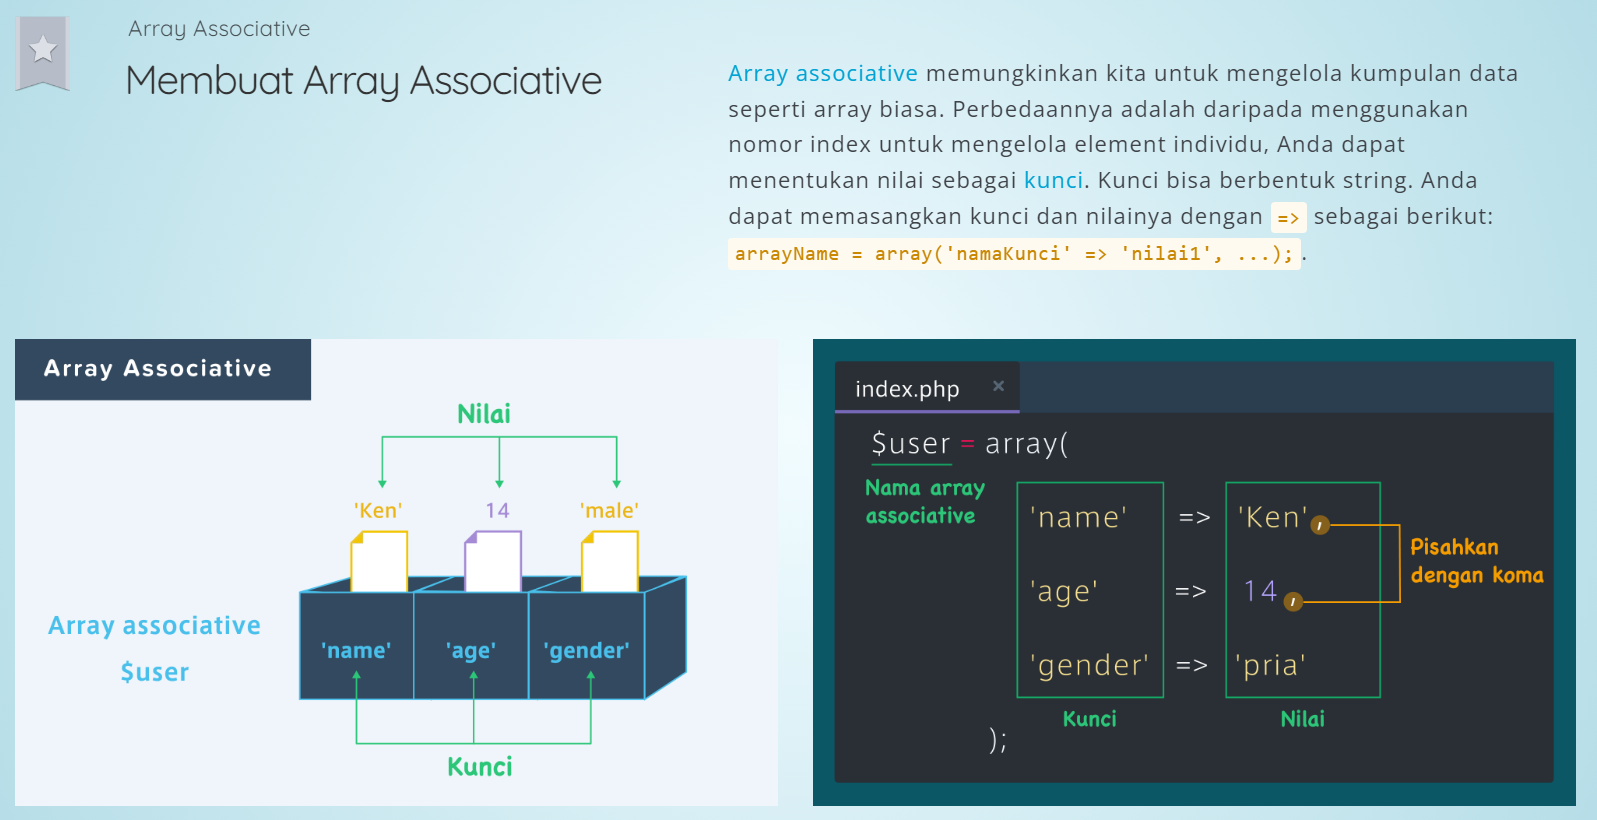 Array Associative
Membuat Array Associative
Array associative memungkinkan kita untuk mengelola kumpulan data
seperti array biasa. Perbedaannya adalah daripada menggunakan
nomor index untuk mengelola element individu, Anda dapat
menentukan nilai sebagai kunci. Kunci bisa berbentuk string. Anda
dapat memasangkan kunci dan nilainya dengan => sebagai berikut:
arrayName = array('namaKunci' => 'nilai1', ...);.
Array Associative
Nilai
'Ken' 14 'male'
Array associative
$user
'name' 'age' 'gender'
Kunci
index.php ×
$user = array(
Nama array
associative
'name' => 'Ken',
'age' => 14,
'gender' => 'pria'
Pisahkan
dengan koma
Kunci Nilai
);